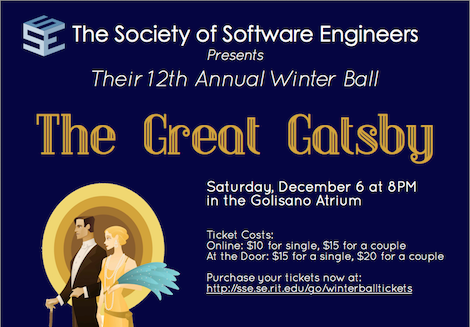 SSE
The Society of Software Engineers
Presents
Their 12th Annual Winter Ball
The Great Gatsby
Saturday, December 6 at 8PM
in the Golisano Atrium
Ticket Costs:
Online: $10 for single, $15 for a couple
At the Door: $15 for a single, $20 for a couple
Purchase your tickets now at:
http://sse.se.rit.edu/go/winterballtickets